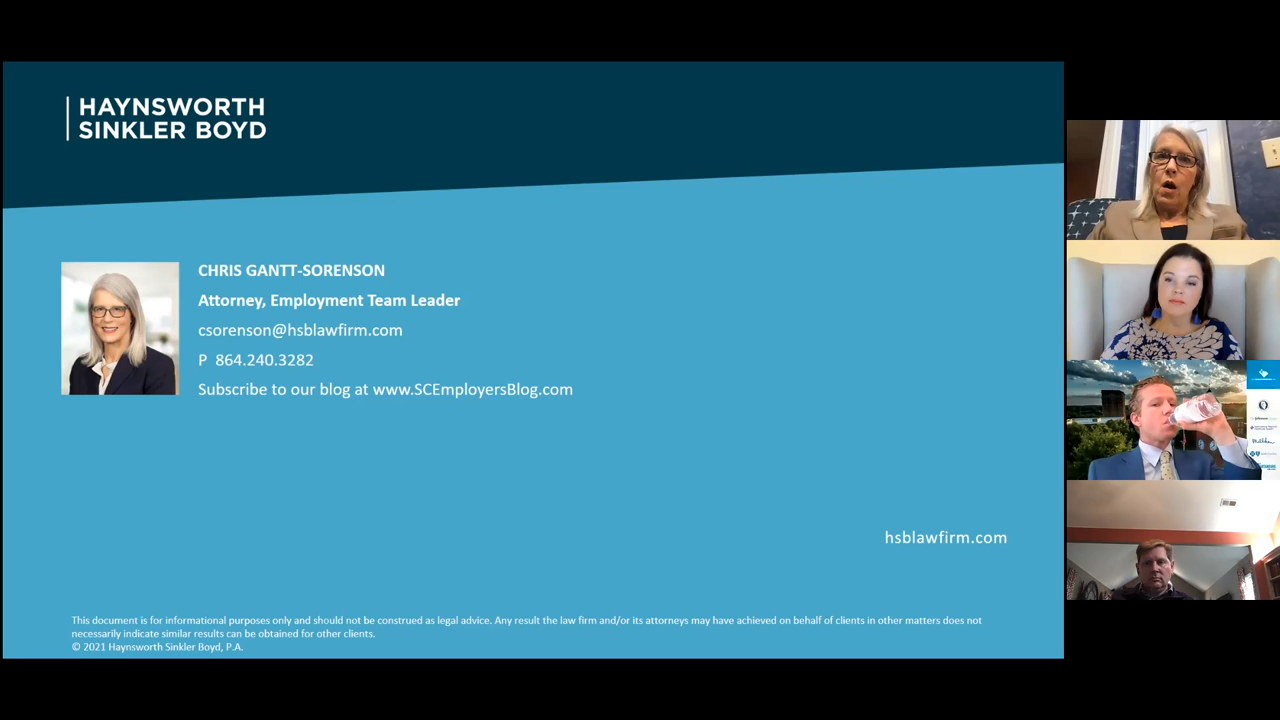 HAYNSWORTH
SINKLER BOYD
CHRIS GANTT-SORENSON
Attorney, Employment Team Leader
csorenson@hsblawfirm.com
P 864.240.3282
Subscribe to our blog at www.SCEmployersBlog.com
hsblawfirm.com
This document is for informational purposes only and should not be construed as legal advice. Any result the law firm and/or its attorneys may have achieved on behalf of clients in other matters does not
necessarily indicate similar results can be obtained for other clients.
© 2021 Haynsworth Sinkler Boyd, P.A.